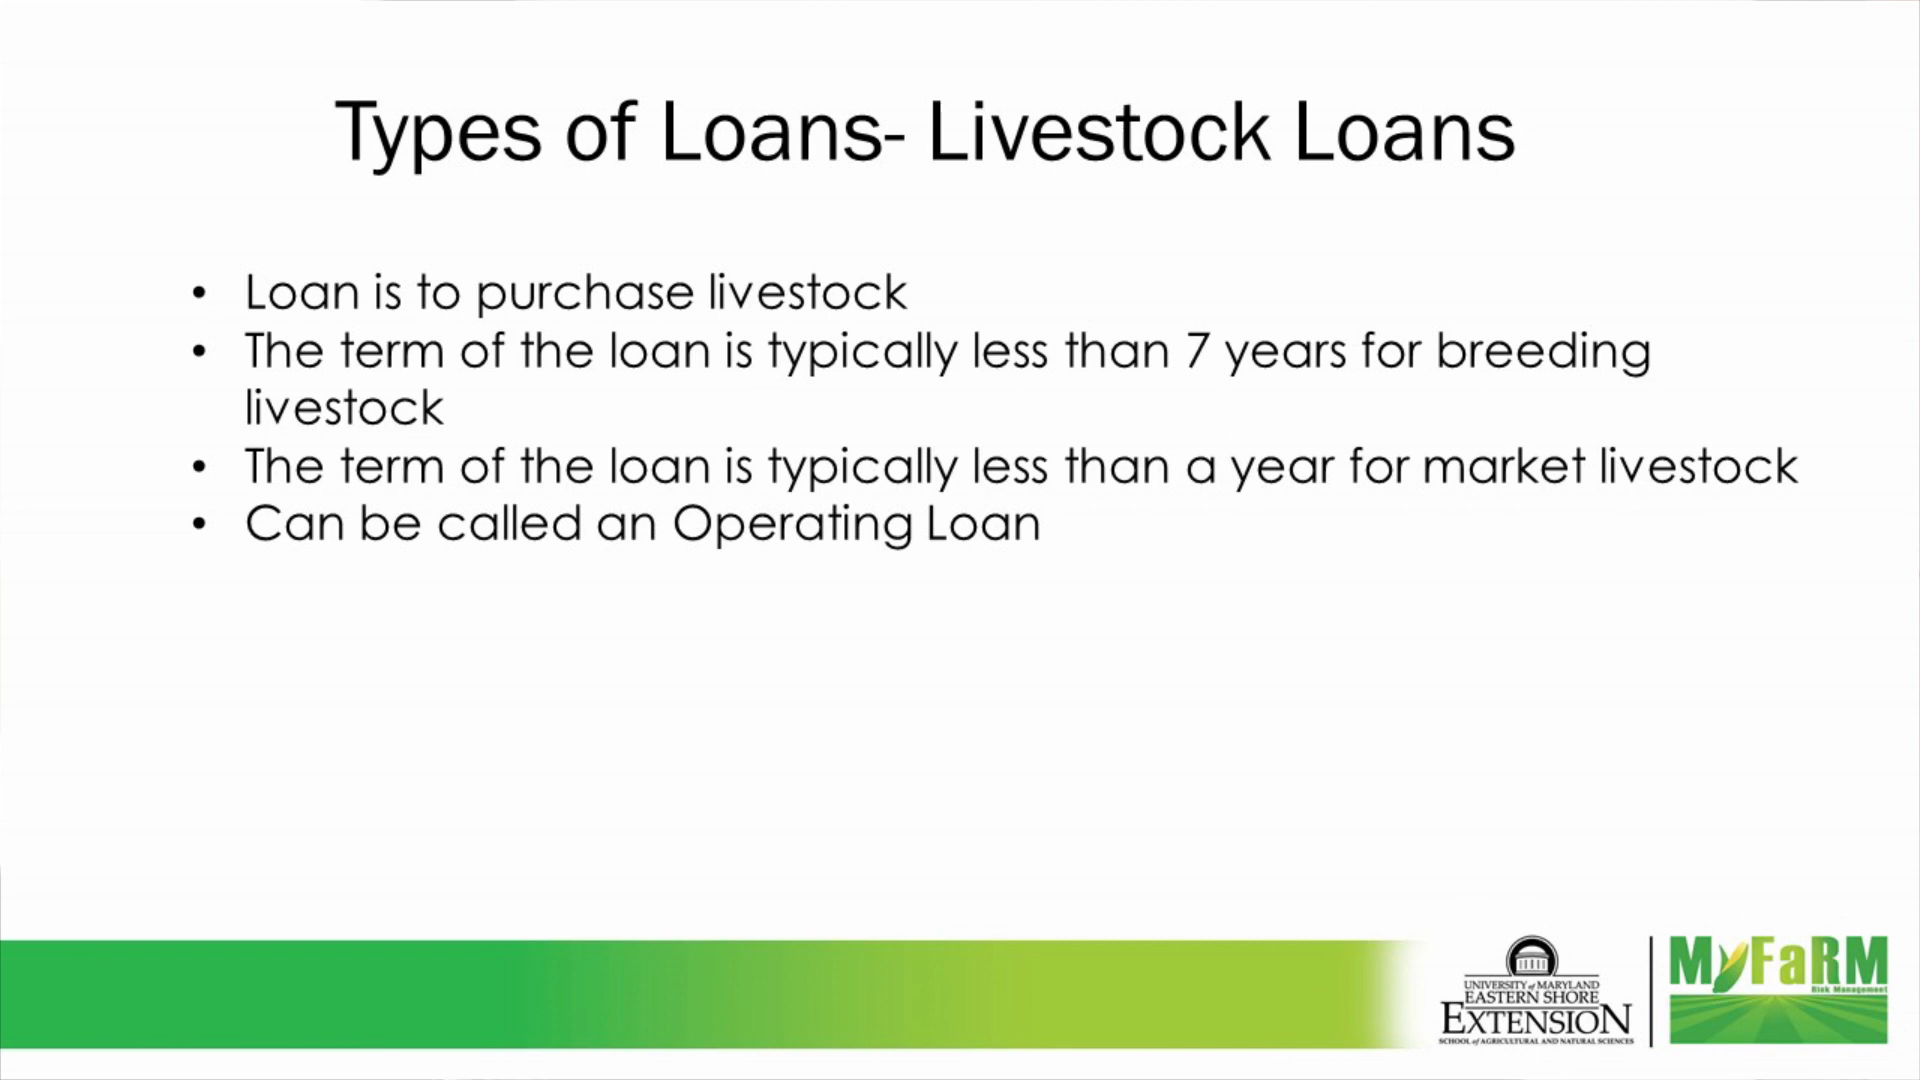 Types of Loans- Livestock Loans
• Loan is to purchase livestock
• The term of the loan is typically less than 7 years for breeding
livestock
• The term of the loan is typically less than a year for market livestock
• Can be called an Operating Loan
UNIVERSITY of MARYLAND
EASTERN SHORE
EXTENSION
SCHOOL of AGRICULTURAL AND NATURAL SCIENCES
MyFaRM
Risk Management